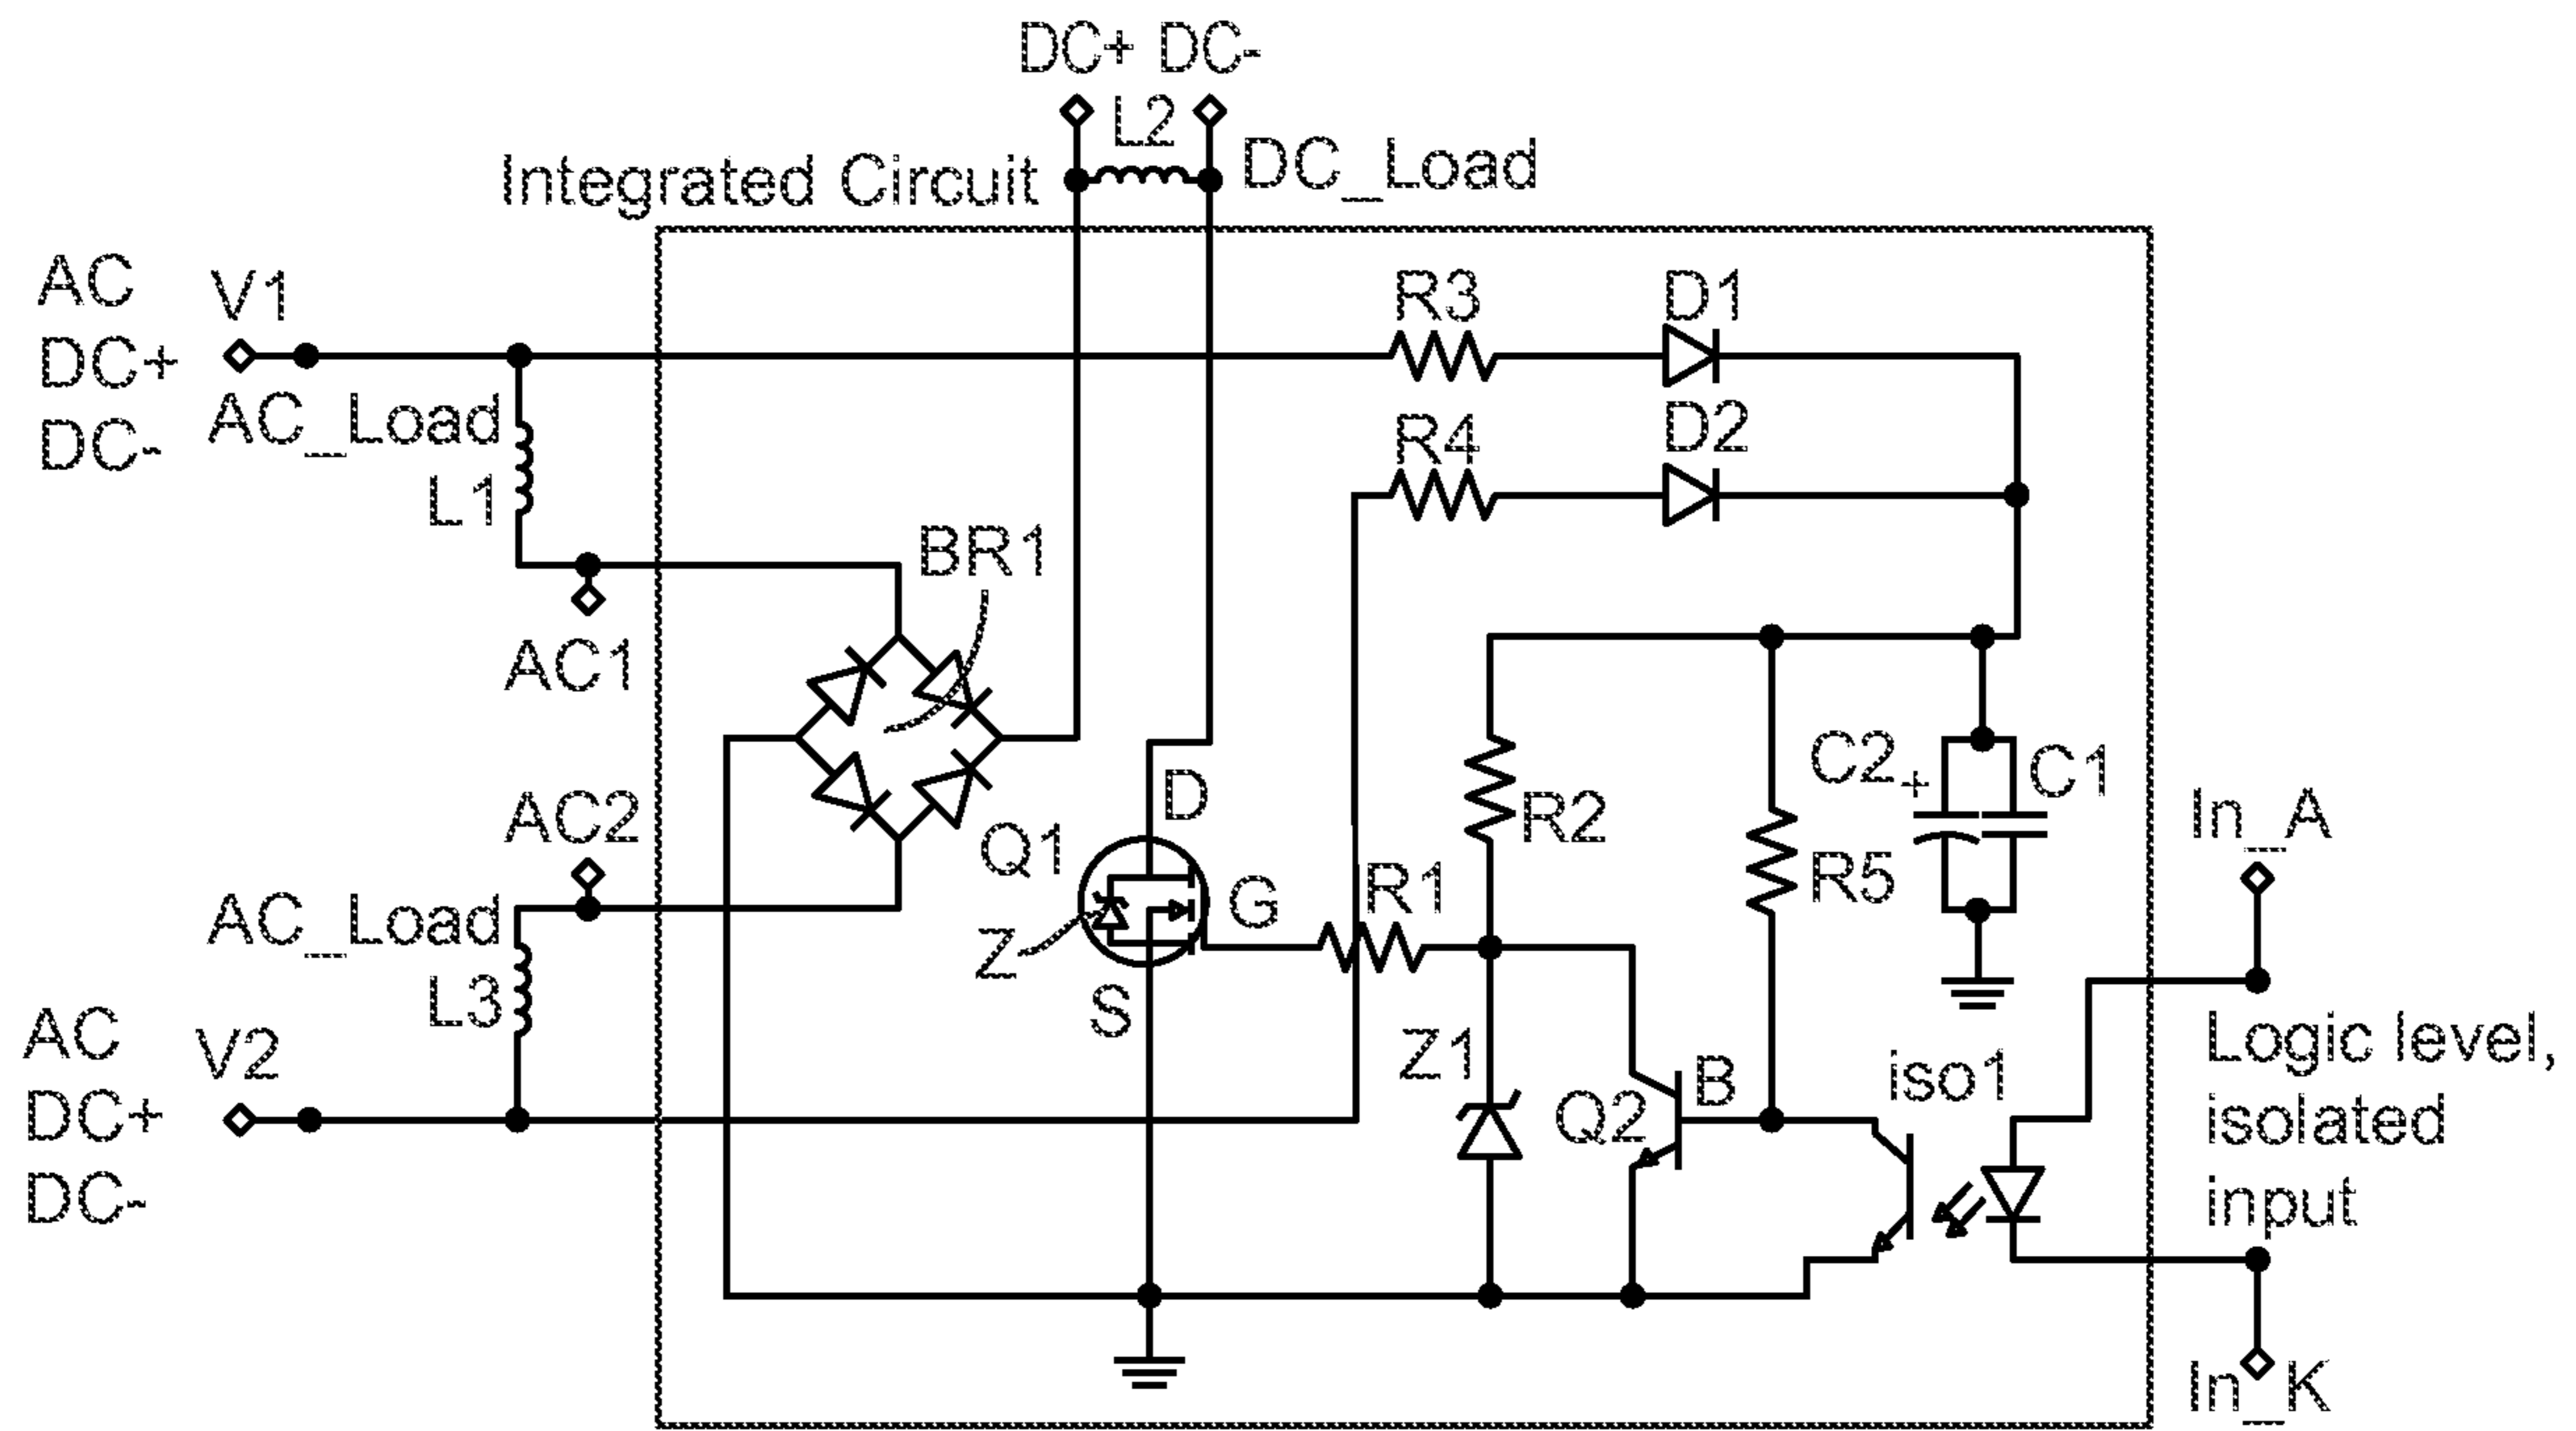 DC+ DC-
L2
DC_Load
Integrated Circuit
AC
DC+
DC-
V1
AC_Load
L1
R3
D1
R4
D2
BR1
AC1
AC2
AC_Load
L3
AC
DC+
DC-
V2
Q1
D
G
S
Z
R1
R2
R5
C2
+
C1
Z1
Q2
B
iso1
In_A
Logic level,
isolated
input
In_K